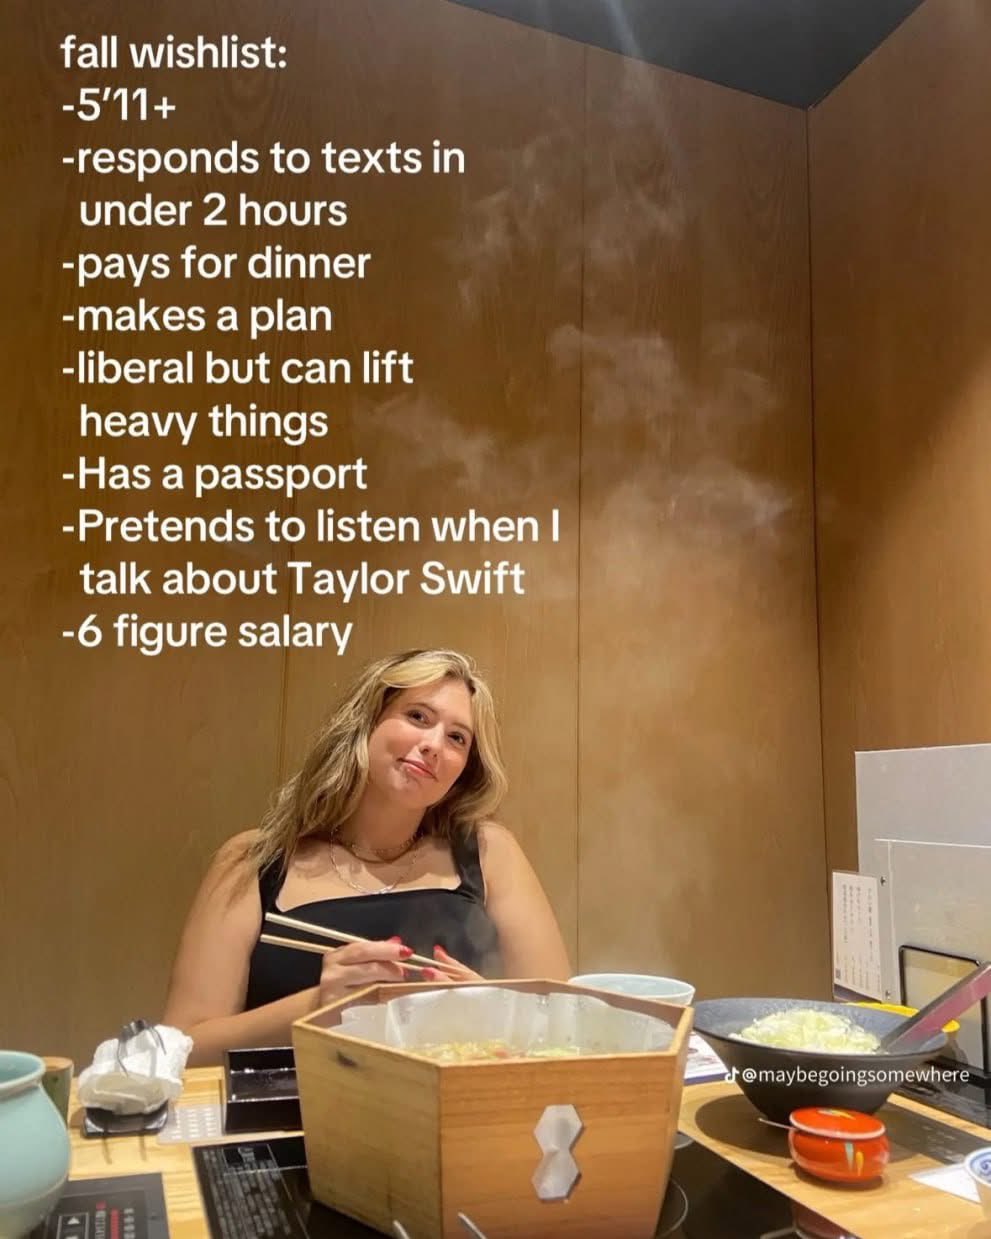 fall wishlist:
-5’11+
-responds to texts in
under 2 hours
-pays for dinner
-makes a plan
-liberal but can lift
heavy things
-Has a passport
-Pretends to listen when I
talk about Taylor Swift
-6 figure salary
@maybegoingsomewhere